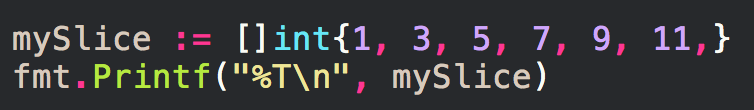 mySlice := []int{1, 3, 5, 7, 9, 11,}
fmt.Printf("%T\n", mySlice)